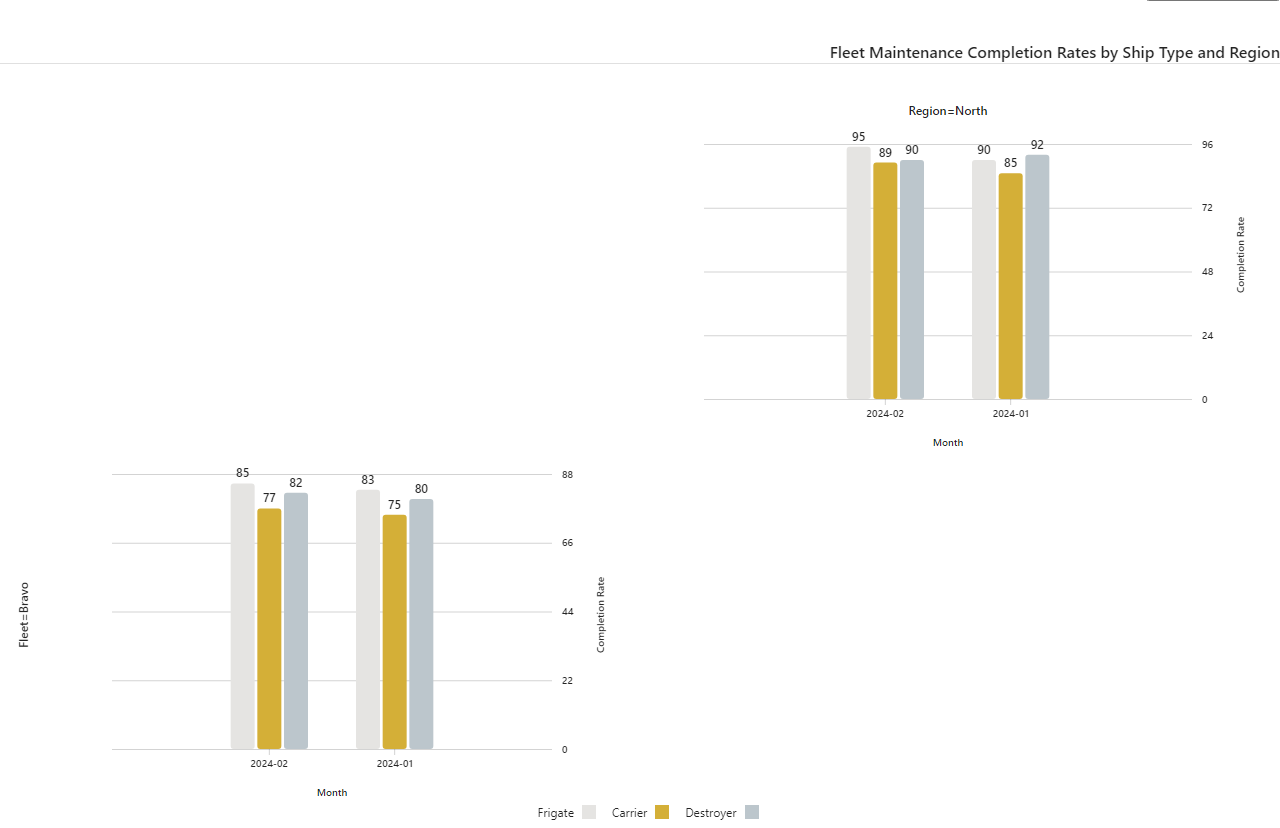 Fleet Maintenance Completion Rates by Ship Type and Region
Region=North
95
89
90
90
85
92
96
72
48
24
0
Completion Rate
2024-02
2024-01
Month
Fleet=Bravo
85
77
82
83
75
80
88
66
44
22
0
Completion Rate
2024-02
2024-01
Month
Frigate
Carrier
Destroyer